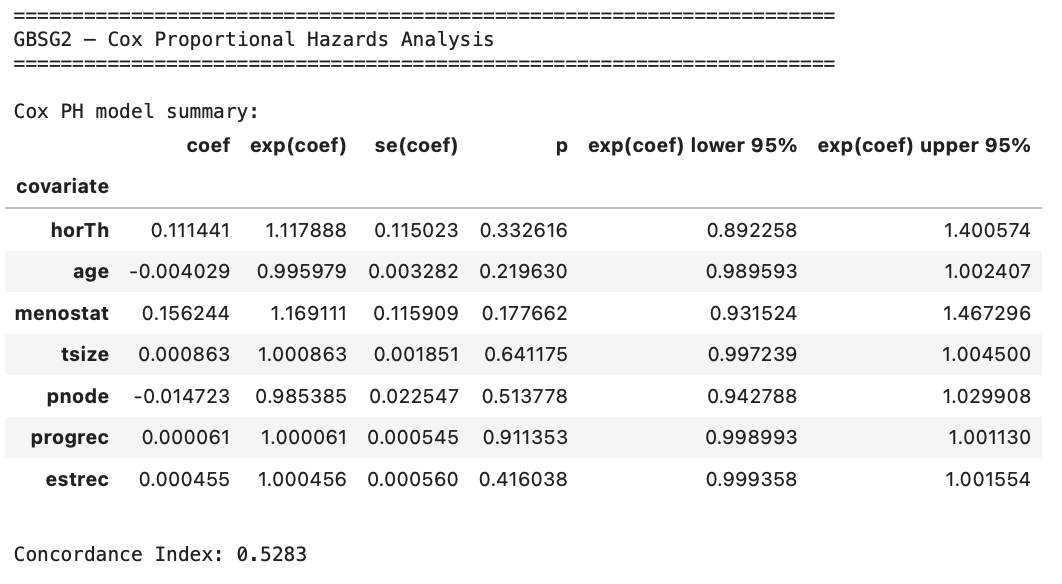 ======================================================================
GBSG2 — Cox Proportional Hazards Analysis
======================================================================
Cox PH model summary:
coef exp(coef) se(coef) p exp(coef) lower 95% exp(coef) upper 95%
covariate
horTh 0.111441 1.117888 0.115023 0.332616 0.892258 1.400574
age -0.004029 0.995979 0.003282 0.219630 0.989593 1.002407
menostat 0.156244 1.169111 0.115909 0.177662 0.931524 1.467296
tsize 0.000863 1.000863 0.001851 0.641175 0.997239 1.004500
pnode -0.014723 0.985385 0.022547 0.513778 0.942788 1.029908
progrec 0.000061 1.000061 0.000545 0.911353 0.998993 1.001130
estrec 0.000455 1.000456 0.000560 0.416038 0.999358 1.001554
Concordance Index: 0.5283